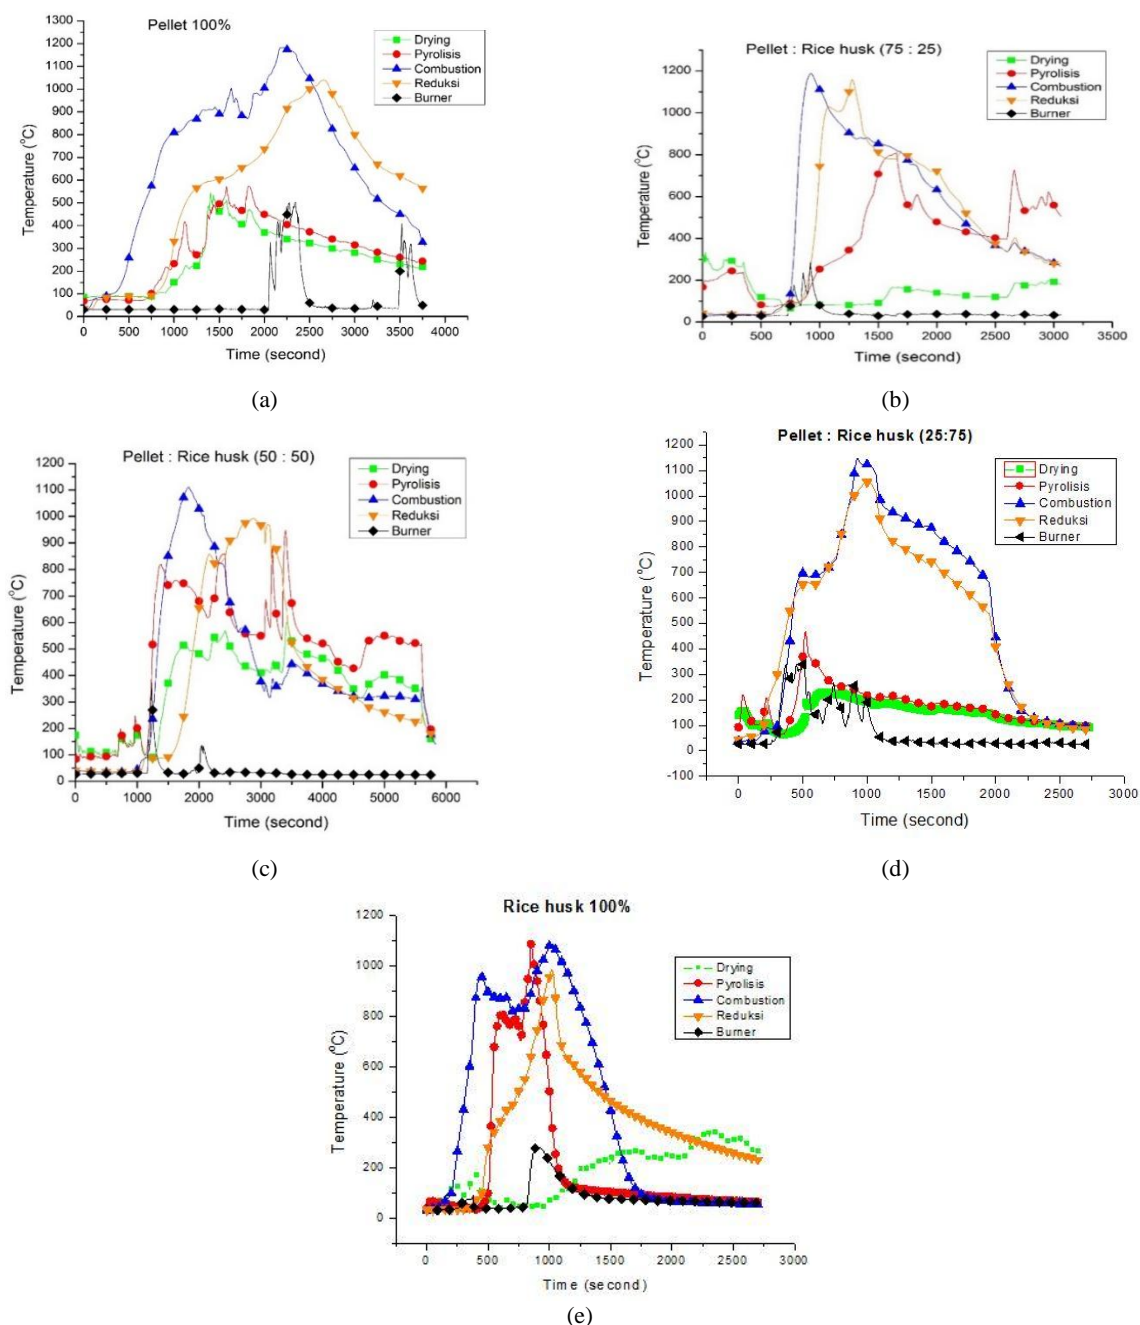 Pellet 100%
Drying
Pyrolisis
Combustion
Reduksi
Burner
Temperature (°C)
1300
1200
1100
1000
900
800
700
600
500
400
300
200
100
0
0 500 1000 1500 2000 2500 3000 3500 4000
Time (second)
(a)
Pellet : Rice husk (75 : 25)
Drying
Pyrolisis
Combustion
Reduksi
Burner
Temperature (°C)
1200
1000
800
600
400
200
0
0 500 1000 1500 2000 2500 3000 3500
Time (second)
(b)
Pellet : Rice husk (50 : 50)
Drying
Pyrolisis
Combustion
Reduksi
Burner
Temperature (°C)
1200
1100
1000
900
800
700
600
500
400
300
200
100
0
0 1000 2000 3000 4000 5000 6000
Time (second)
(c)
Pellet : Rice husk (25:75)
Drying
Pyrolisis
Combustion
Reduksi
Burner
Temperature (°C)
1200
1100
1000
900
800
700
600
500
400
300
200
100
0
-100
0 500 1000 1500 2000 2500 3000
Time (second)
(d)
Rice husk 100%
Drying
Pyrolisis
Combustion
Reduksi
Burner
Temperature (°C)
1200
1000
800
600
400
200
0
0 500 1000 1500 2000 2500 3000
Time (second)
(e)